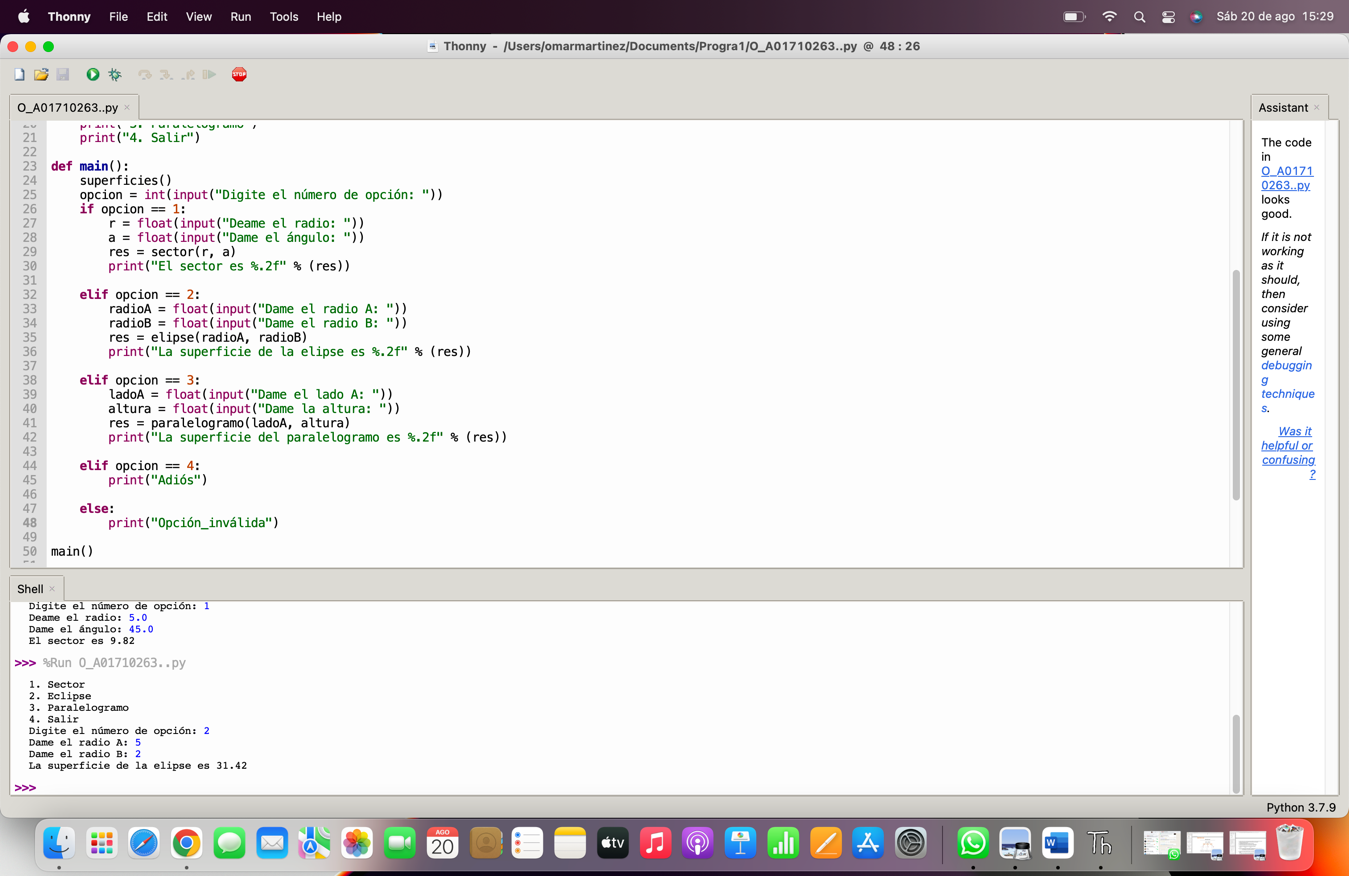 Thonny File Edit View Run Tools Help Sáb 20 de ago 15:29
Thonny - /Users/omarmartinez/Documents/Progra1/O_A01710263..py @ 48 : 26
STOP
O_A01710263..py ×
20 print("3. Paralelogramo")
21 print("4. Salir")
22
23 def main():
24 superficies()
25 opcion = int(input("Digite el número de opción: "))
26 if opcion == 1:
27 r = float(input("Deame el radio: "))
28 a = float(input("Dame el ángulo: "))
29 res = sector(r, a)
30 print("El sector es %.2f" % (res))
31
32 elif opcion == 2:
33 radioA = float(input("Dame el radio A: "))
34 radioB = float(input("Dame el radio B: "))
35 res = elipse(radioA, radioB)
36 print("La superficie de la elipse es %.2f" % (res))
37
38 elif opcion == 3:
39 ladoA = float(input("Dame el lado A: "))
40 altura = float(input("Dame la altura: "))
41 res = paralelogramo(ladoA, altura)
42 print("La superficie del paralelogramo es %.2f" % (res))
43
44 elif opcion == 4:
45 print("Adiós")
46
47 else:
48 print("Opción_inválida")
49
50 main()
51
Shell ×
Digite el número de opción: 1
Deame el radio: 5.0
Dame el ángulo: 45.0
El sector es 9.82
>>> %Run O_A01710263..py
1. Sector
2. Eclipse
3. Paralelogramo
4. Salir
Digite el número de opción: 2
Dame el radio A: 5
Dame el radio B: 2
La superficie de la elipse es 31.42
>>>
Assistant ×
The code
in
O_A0171
0263..py
looks
good.
If it is not
working
as it
should,
then
consider
using
some
general
debuggin
g
technique
s.
Was it
helpful or
confusing
?
Python 3.7.9
AGO
20
tv
W
Th